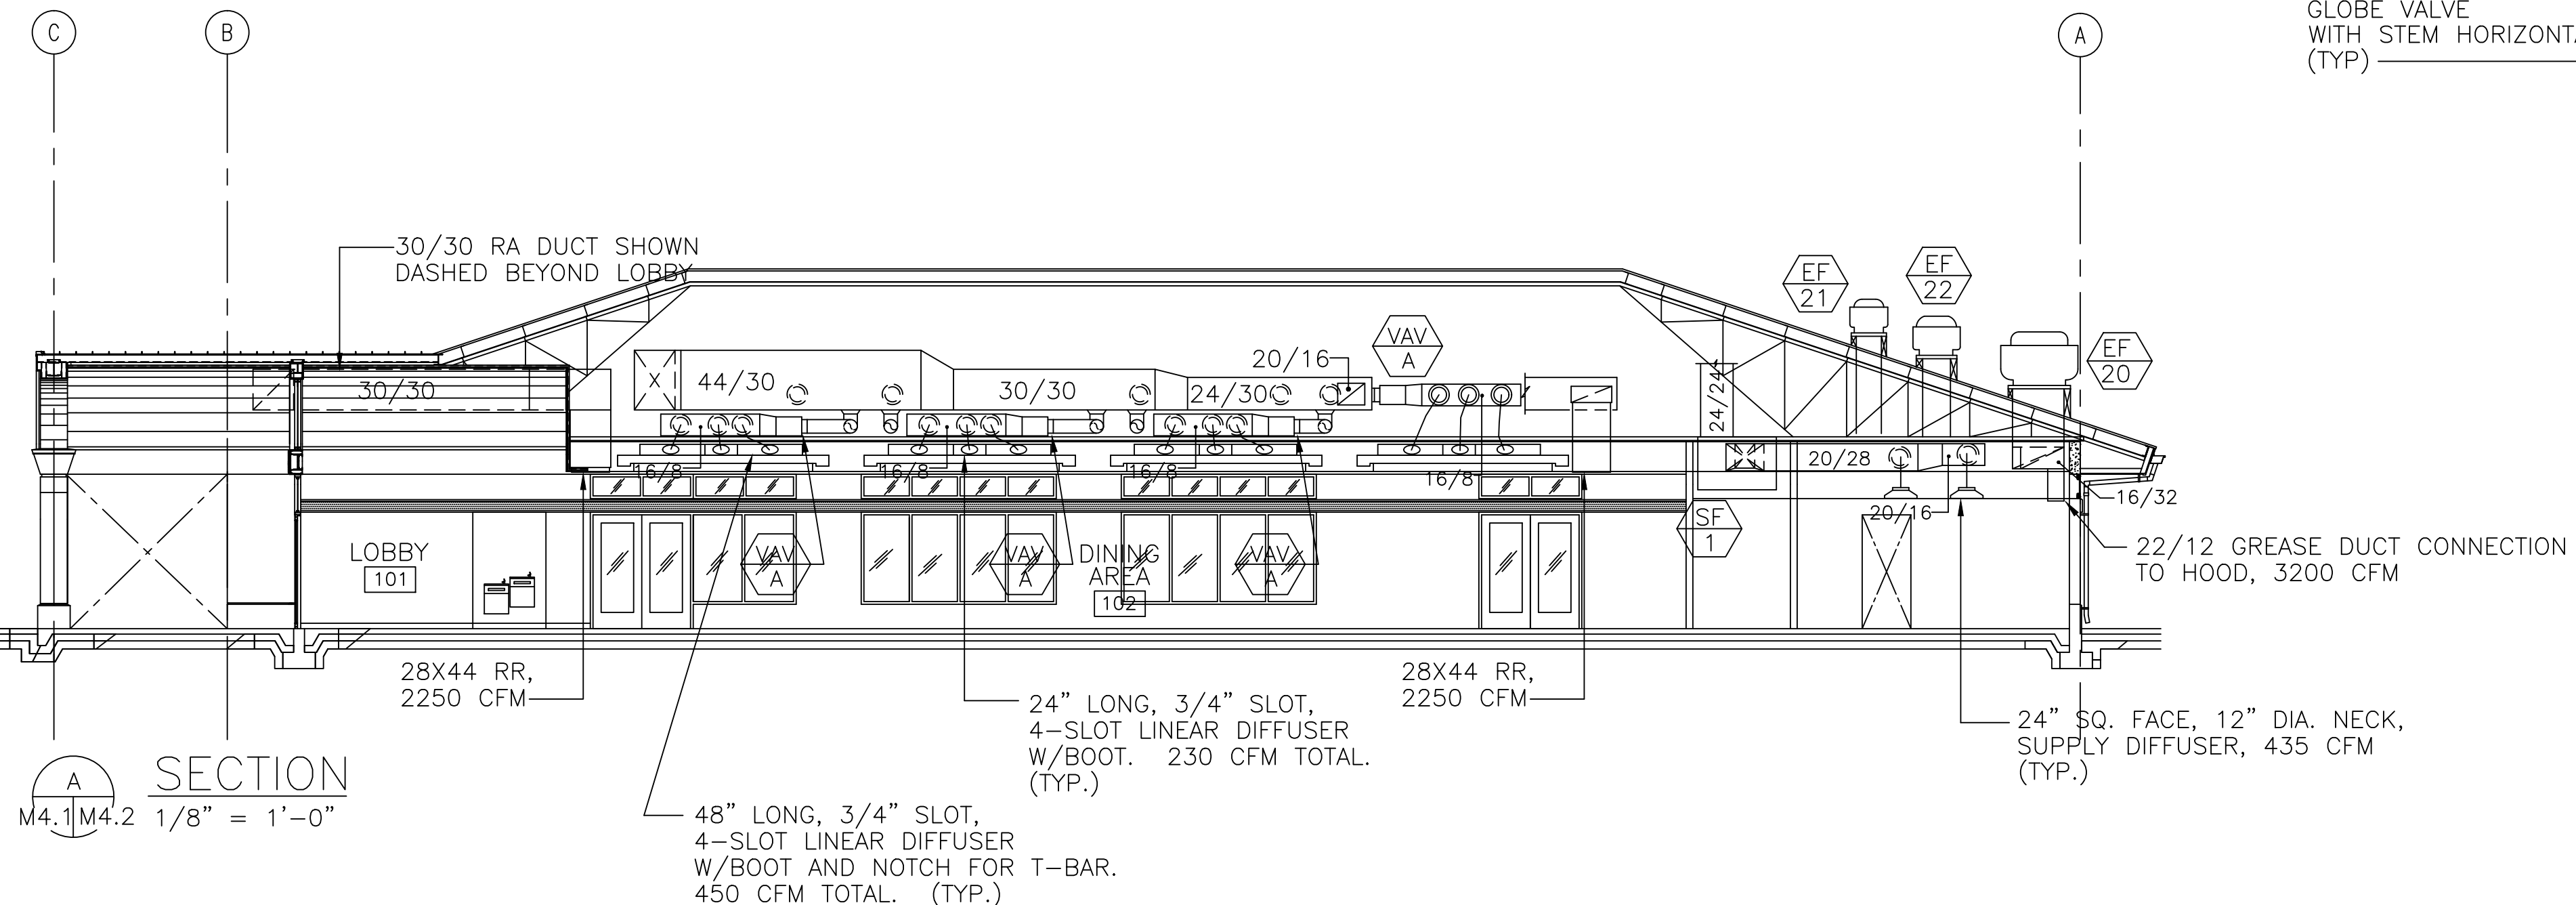 C
B
A
GLOBE VALVE
WITH STEM HORIZONTA
(TYP)
30/30 RA DUCT SHOWN
DASHED BEYOND LOBBY
EF
21
EF
22
EF
20
VAV
A
20/16
30/30
X
44/30
30/30
24/30
24/24
16/8
16/8
16/8
16/8
20/28
20/16
16/32
SF
1
LOBBY
101
VAV
A
VAV
A
DINING
AREA
102
VAV
A
22/12 GREASE DUCT CONNECTION
TO HOOD, 3200 CFM
28X44 RR,
2250 CFM
28X44 RR,
2250 CFM
24” LONG, 3/4” SLOT,
4-SLOT LINEAR DIFFUSER
W/BOOT. 230 CFM TOTAL.
(TYP.)
24” SQ. FACE, 12” DIA. NECK,
SUPPLY DIFFUSER, 435 CFM
(TYP.)
48” LONG, 3/4” SLOT,
4-SLOT LINEAR DIFFUSER
W/BOOT AND NOTCH FOR T-BAR.
450 CFM TOTAL. (TYP.)
A
M4.1 M4.2
SECTION
1/8” = 1’-0”